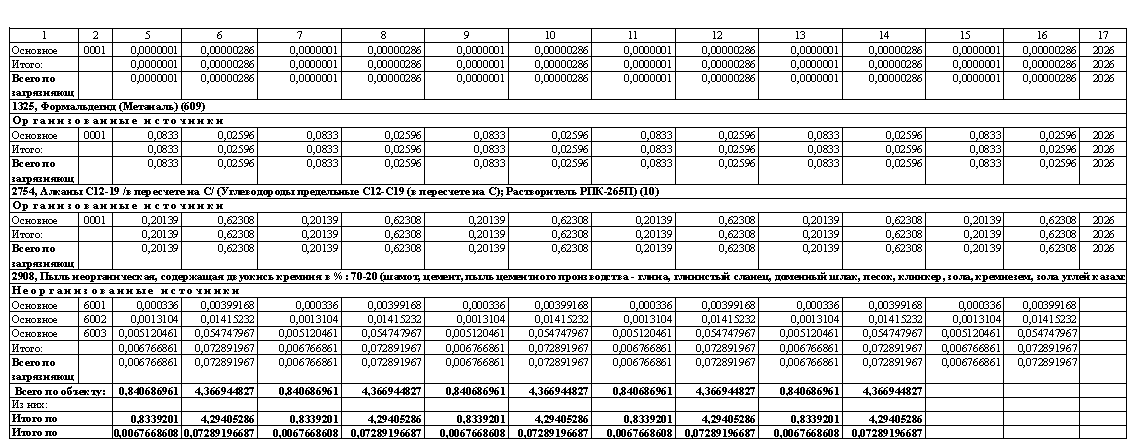 1 2 5 6 7 8 9 10 11 12 13 14 15 16 17
Основное 0001 0,0000001 0,00000286 0,0000001 0,00000286 0,0000001 0,00000286 0,0000001 0,00000286 0,0000001 0,00000286 0,0000001 0,00000286 2026
Итого: 0,0000001 0,00000286 0,0000001 0,00000286 0,0000001 0,00000286 0,0000001 0,00000286 0,0000001 0,00000286 0,0000001 0,00000286 2026
Всего по 0,0000001 0,00000286 0,0000001 0,00000286 0,0000001 0,00000286 0,0000001 0,00000286 0,0000001 0,00000286 0,0000001 0,00000286 2026
загрязняющ
1325, Формальдегид (Метаналь) (609)
Организованные источники
Основное 0001 0,0833 0,02596 0,0833 0,02596 0,0833 0,02596 0,0833 0,02596 0,0833 0,02596 0,0833 0,02596 2026
Итого: 0,0833 0,02596 0,0833 0,02596 0,0833 0,02596 0,0833 0,02596 0,0833 0,02596 0,0833 0,02596 2026
Всего по 0,0833 0,02596 0,0833 0,02596 0,0833 0,02596 0,0833 0,02596 0,0833 0,02596 0,0833 0,02596 2026
загрязняющ
2754, Алканы С12-19 /в пересчете на С/ (Углеводороды предельные С12-С19 (в пересчете на С); Растворитель РПК-265П) (10)
Организованные источники
Основное 0001 0,20139 0,62308 0,20139 0,62308 0,20139 0,62308 0,20139 0,62308 0,20139 0,62308 0,20139 0,62308 2026
Итого: 0,20139 0,62308 0,20139 0,62308 0,20139 0,62308 0,20139 0,62308 0,20139 0,62308 0,20139 0,62308 2026
Всего по 0,20139 0,62308 0,20139 0,62308 0,20139 0,62308 0,20139 0,62308 0,20139 0,62308 0,20139 0,62308 2026
загрязняющ
2908, Пыль неорганическая, содержащая двуокись кремния в %: 70-20 (шамот, цемент, пыль цементного производства - глина, глинистый сланец, доменный шлак, песок, клинкер, зола, кремнезем, зола углей казах
Неорганизованные источники
Основное 6001 0,000336 0,00399168 0,000336 0,00399168 0,000336 0,00399168 0,000336 0,00399168 0,000336 0,00399168 0,000336 0,00399168
Основное 6002 0,0013104 0,01415232 0,0013104 0,01415232 0,0013104 0,01415232 0,0013104 0,01415232 0,0013104 0,01415232 0,0013104 0,01415232
Основное 6003 0,005120461 0,054747967 0,005120461 0,054747967 0,005120461 0,054747967 0,005120461 0,054747967 0,005120461 0,054747967 0,005120461 0,054747967
Итого: 0,006766861 0,072891967 0,006766861 0,072891967 0,006766861 0,072891967 0,006766861 0,072891967 0,006766861 0,072891967 0,006766861 0,072891967
Всего по 0,006766861 0,072891967 0,006766861 0,072891967 0,006766861 0,072891967 0,006766861 0,072891967 0,006766861 0,072891967 0,006766861 0,072891967
загрязняющ
Всего по объекту: 0,840686961 4,366944827 0,840686961 4,366944827 0,840686961 4,366944827 0,840686961 4,366944827 0,840686961 4,366944827
Из них:
Итого по 0,8339201 4,29405286 0,8339201 4,29405286 0,8339201 4,29405286 0,8339201 4,29405286 0,8339201 4,29405286
Итого по 0,0067668608 0,07289196687 0,0067668608 0,07289196687 0,0067668608 0,07289196687 0,0067668608 0,07289196687 0,0067668608 0,07289196687